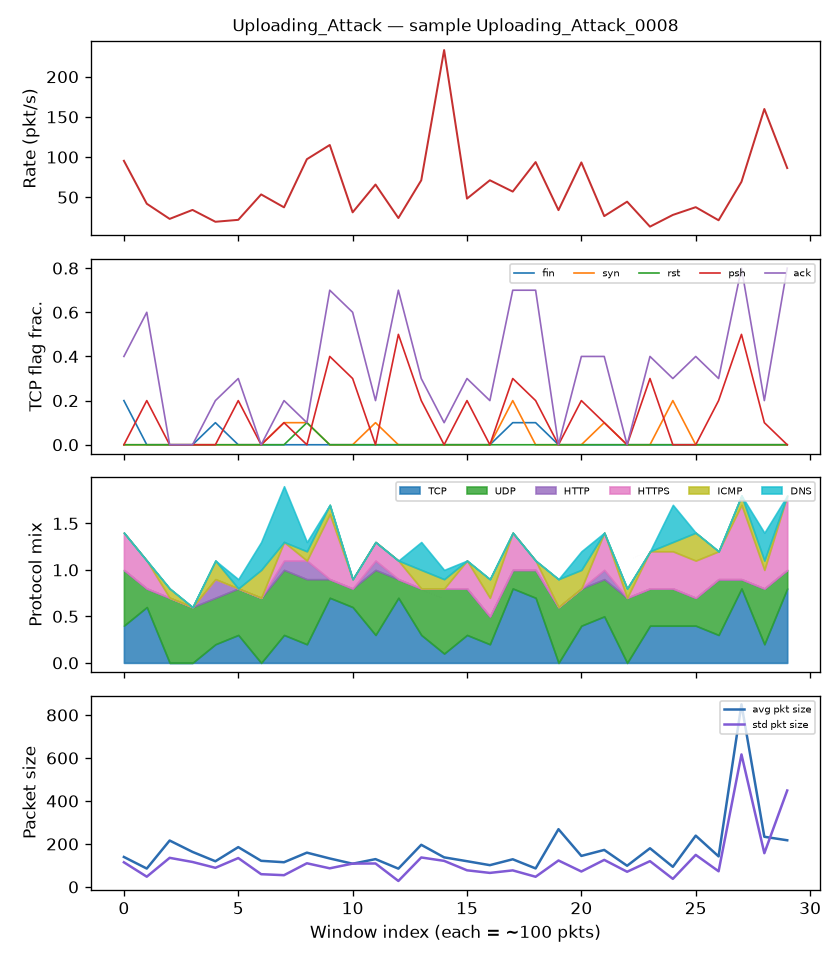 Uploading_Attack — sample Uploading_Attack_0008
Rate (pkt/s)
200
150
100
50
TCP flag frac.
0.8
0.6
0.4
0.2
0.0
fin syn rst psh ack
Protocol mix
1.5
1.0
0.5
0.0
TCP UDP HTTP HTTPS ICMP DNS
Packet size
800
600
400
200
0
avg pkt size
std pkt size
0 5 10 15 20 25 30
Window index (each = ~100 pkts)